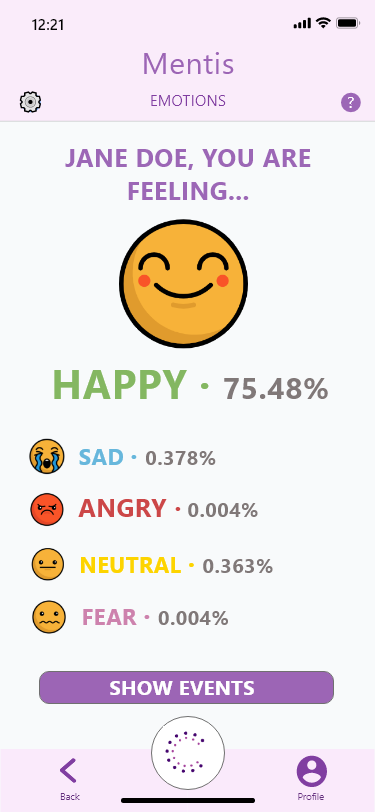 12:21
Mentis
EMOTIONS
?
JANE DOE, YOU ARE
FEELING...
HAPPY · 75.48%
SAD · 0.378%
ANGRY · 0.004%
NEUTRAL · 0.363%
FEAR · 0.004%
SHOW EVENTS
Back
Profile